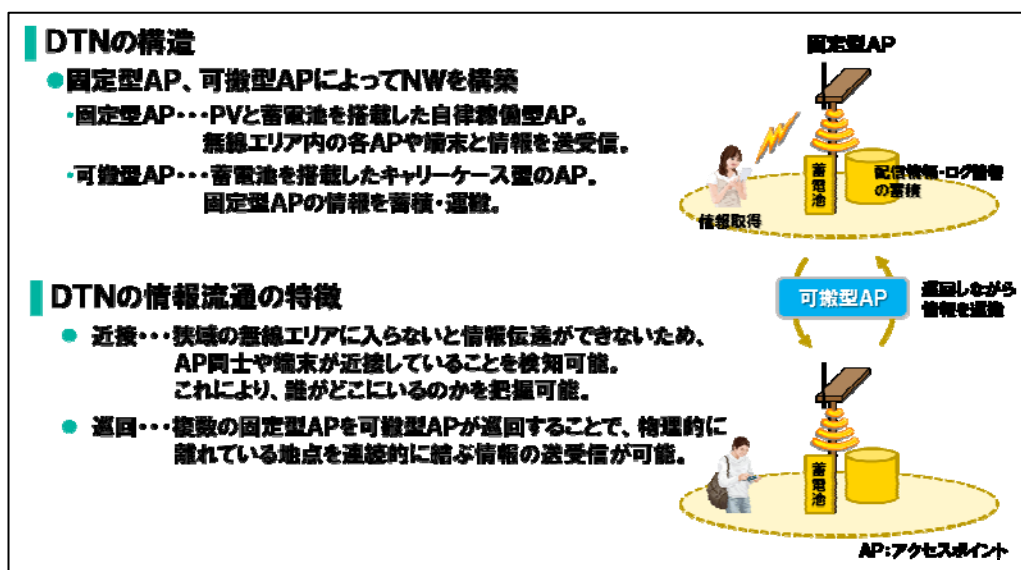 DTNの構造
●固定型AP、可搬型APによってNWを構築
・固定型AP・・・PVと蓄電池を搭載した自律稼働型AP。
無線エリア内の各APや端末と情報を送受信。
・可搬型AP・・・蓄電池を搭載したキャリーケース型のAP。
固定型APの情報を蓄積・運搬。
固定型AP
蓄電池
配信情報・ログ情報
の蓄積
情報取得
DTNの情報流通の特徴
● 近接・・・狭域の無線エリアに入らないと情報伝達ができないため、
AP同士や端末が近接していることを検知可能。
これにより、誰がどこにいるのかを把握可能。
● 巡回・・・複数の固定型APを可搬型APが巡回することで、物理的に
離れている地点を連続的に結ぶ情報の送受信が可能。
可搬型AP
巡回しながら
情報を運搬
蓄電池
AP:アクセスポイント